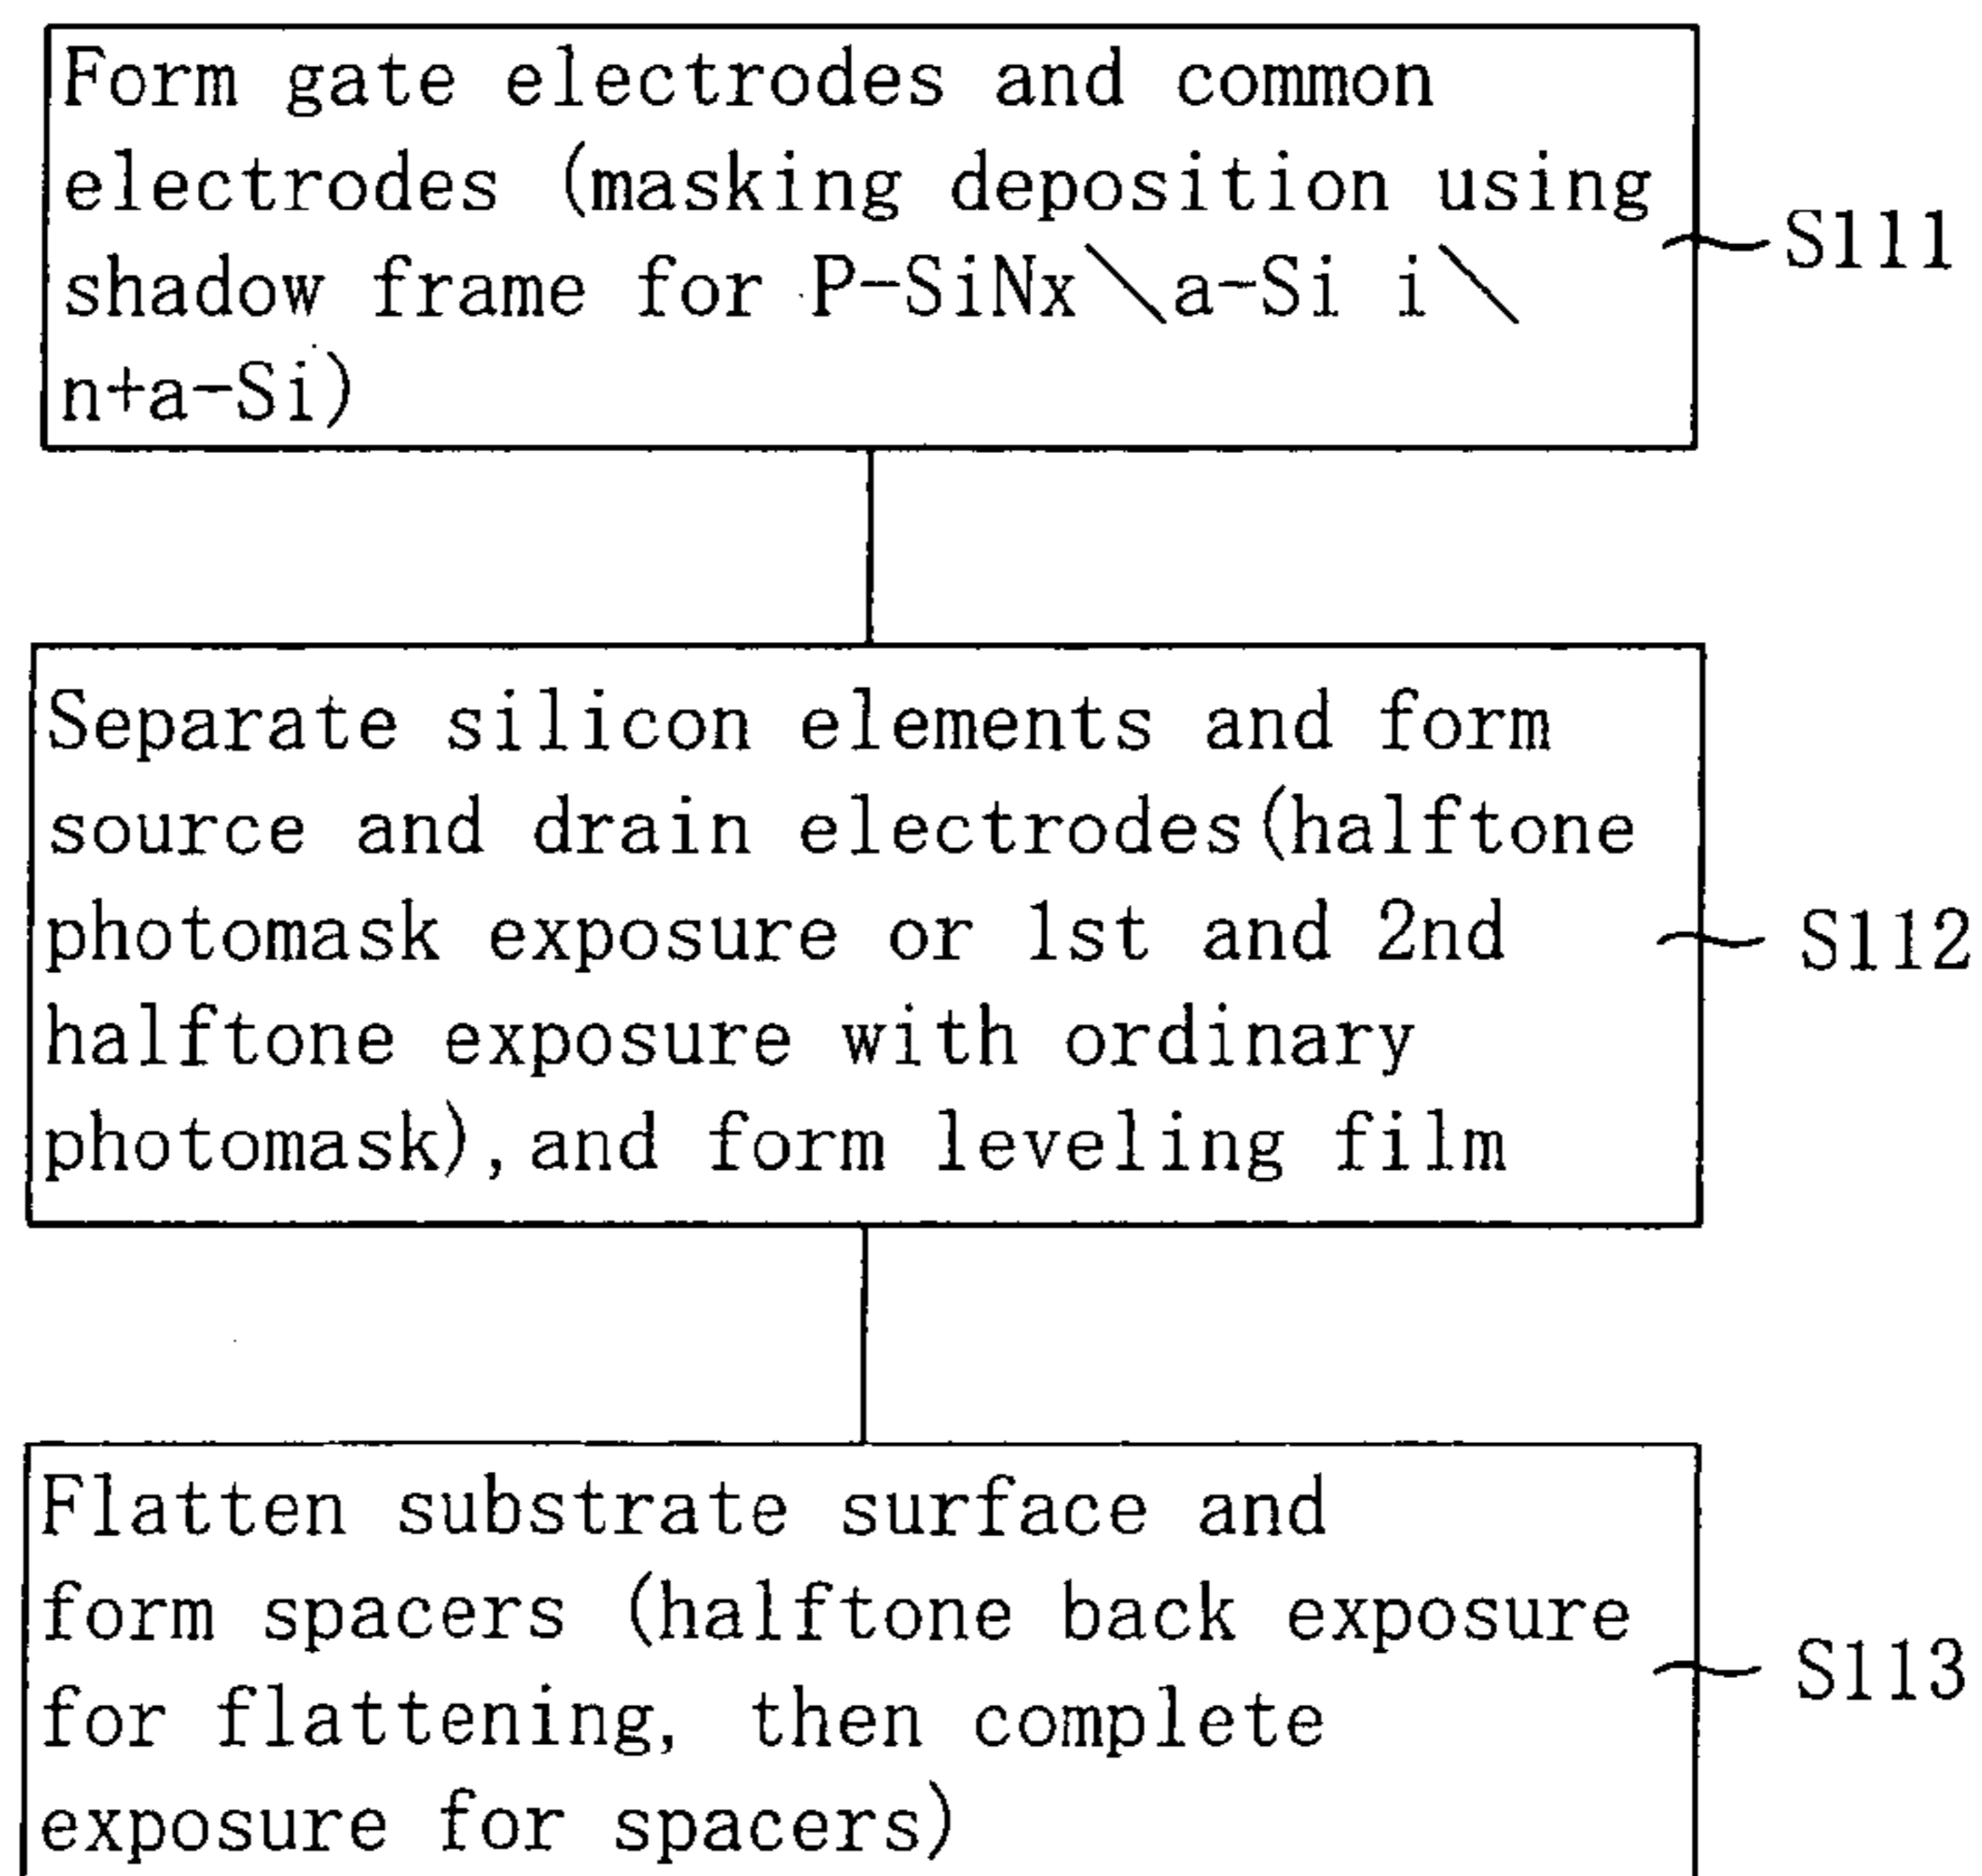 Form gate electrodes and common
electrodes (masking deposition using
shadow frame for P-SiNx\a-Si i\
n+a-Si)
S111
Separate silicon elements and form
source and drain electrodes(halftone
photomask exposure or 1st and 2nd
halftone exposure with ordinary
photomask),and form leveling film
S112
Flatten substrate surface and
form spacers (halftone back exposure
for flattening, then complete
exposure for spacers)
S113